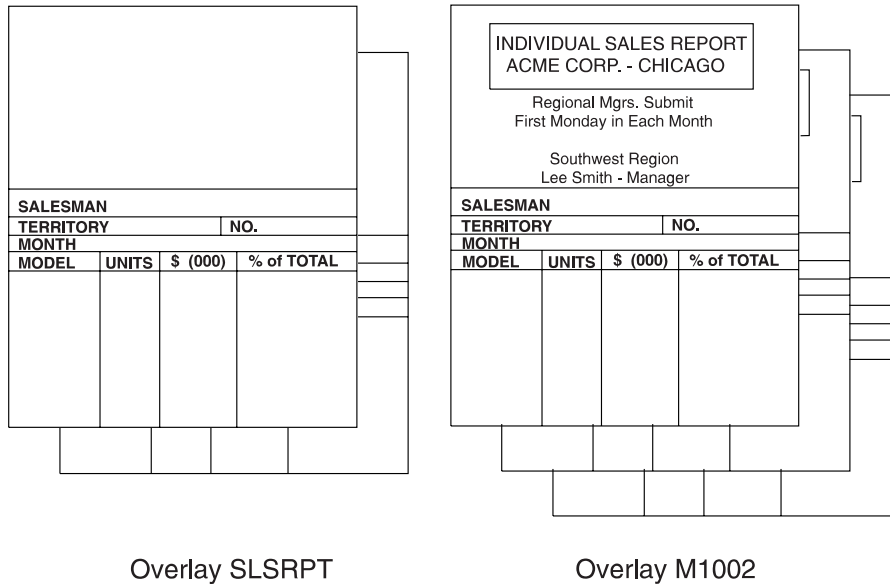 SALESMAN
TERRITORY NO.
MONTH
MODEL UNITS $ (000) % of TOTAL
Overlay SLSRPT
INDIVIDUAL SALES REPORT
ACME CORP. - CHICAGO
Regional Mgrs. Submit
First Monday in Each Month
Southwest Region
Lee Smith - Manager
SALESMAN
TERRITORY NO.
MONTH
MODEL UNITS $ (000) % of TOTAL
Overlay M1002